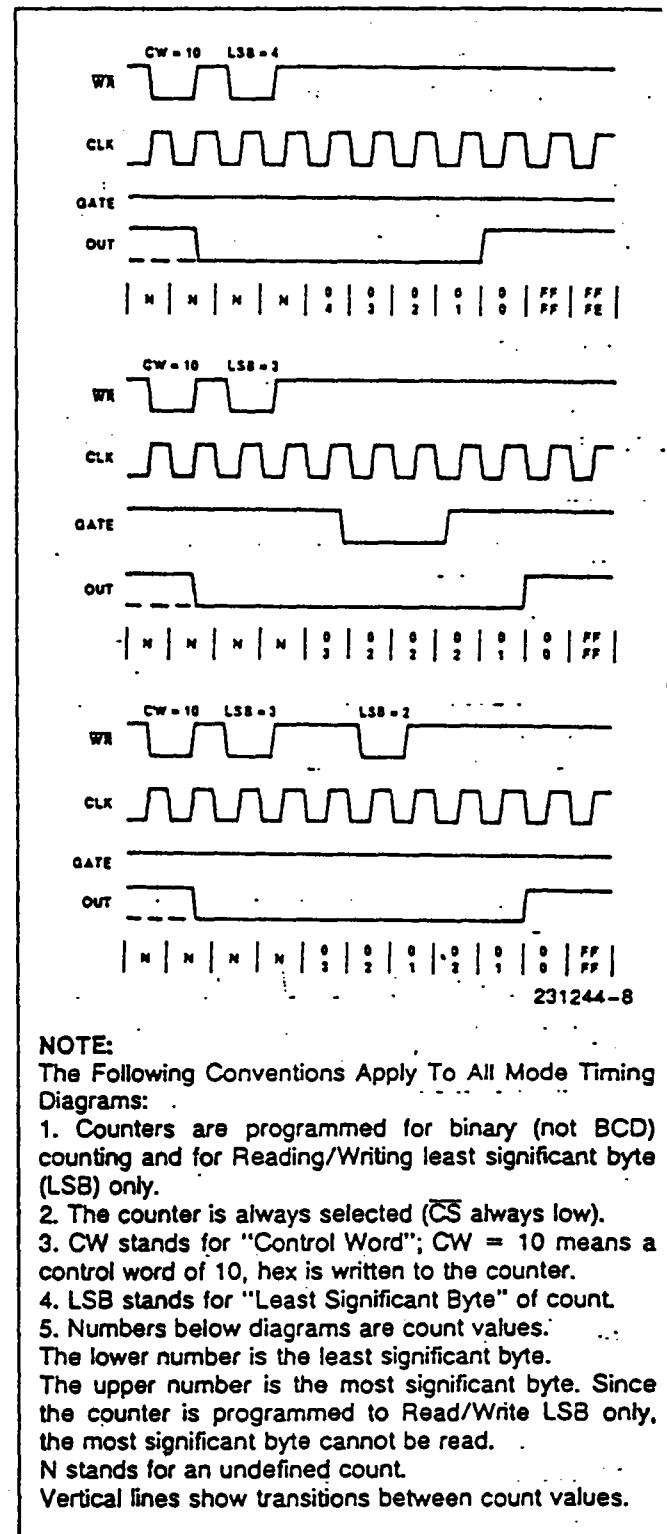 CW = 10 LSB = 4
WR
CLK
GATE
OUT
N N N N 0 0 0 0 0 FF FF
4 3 2 1 0 FF FE
CW = 10 LSB = 3
WR
CLK
GATE
OUT
N N N N 0 0 0 0 0 0 FF
3 2 2 2 1 0 FF
CW = 10 LSB = 3 LSB = 2
WR
CLK
GATE
OUT
N N N N 0 0 0 0 0 0 FF
3 2 1 2 1 0 FF
231244-8
NOTE:
The Following Conventions Apply To All Mode Timing
Diagrams:
1. Counters are programmed for binary (not BCD)
counting and for Reading/Writing least significant byte
(LSB) only.
2. The counter is always selected (CS always low).
3. CW stands for "Control Word"; CW = 10 means a
control word of 10, hex is written to the counter.
4. LSB stands for "Least Significant Byte" of count.
5. Numbers below diagrams are count values.
The lower number is the least significant byte.
The upper number is the most significant byte. Since
the counter is programmed to Read/Write LSB only,
the most significant byte cannot be read.
N stands for an undefined count.
Vertical lines show transitions between count values.